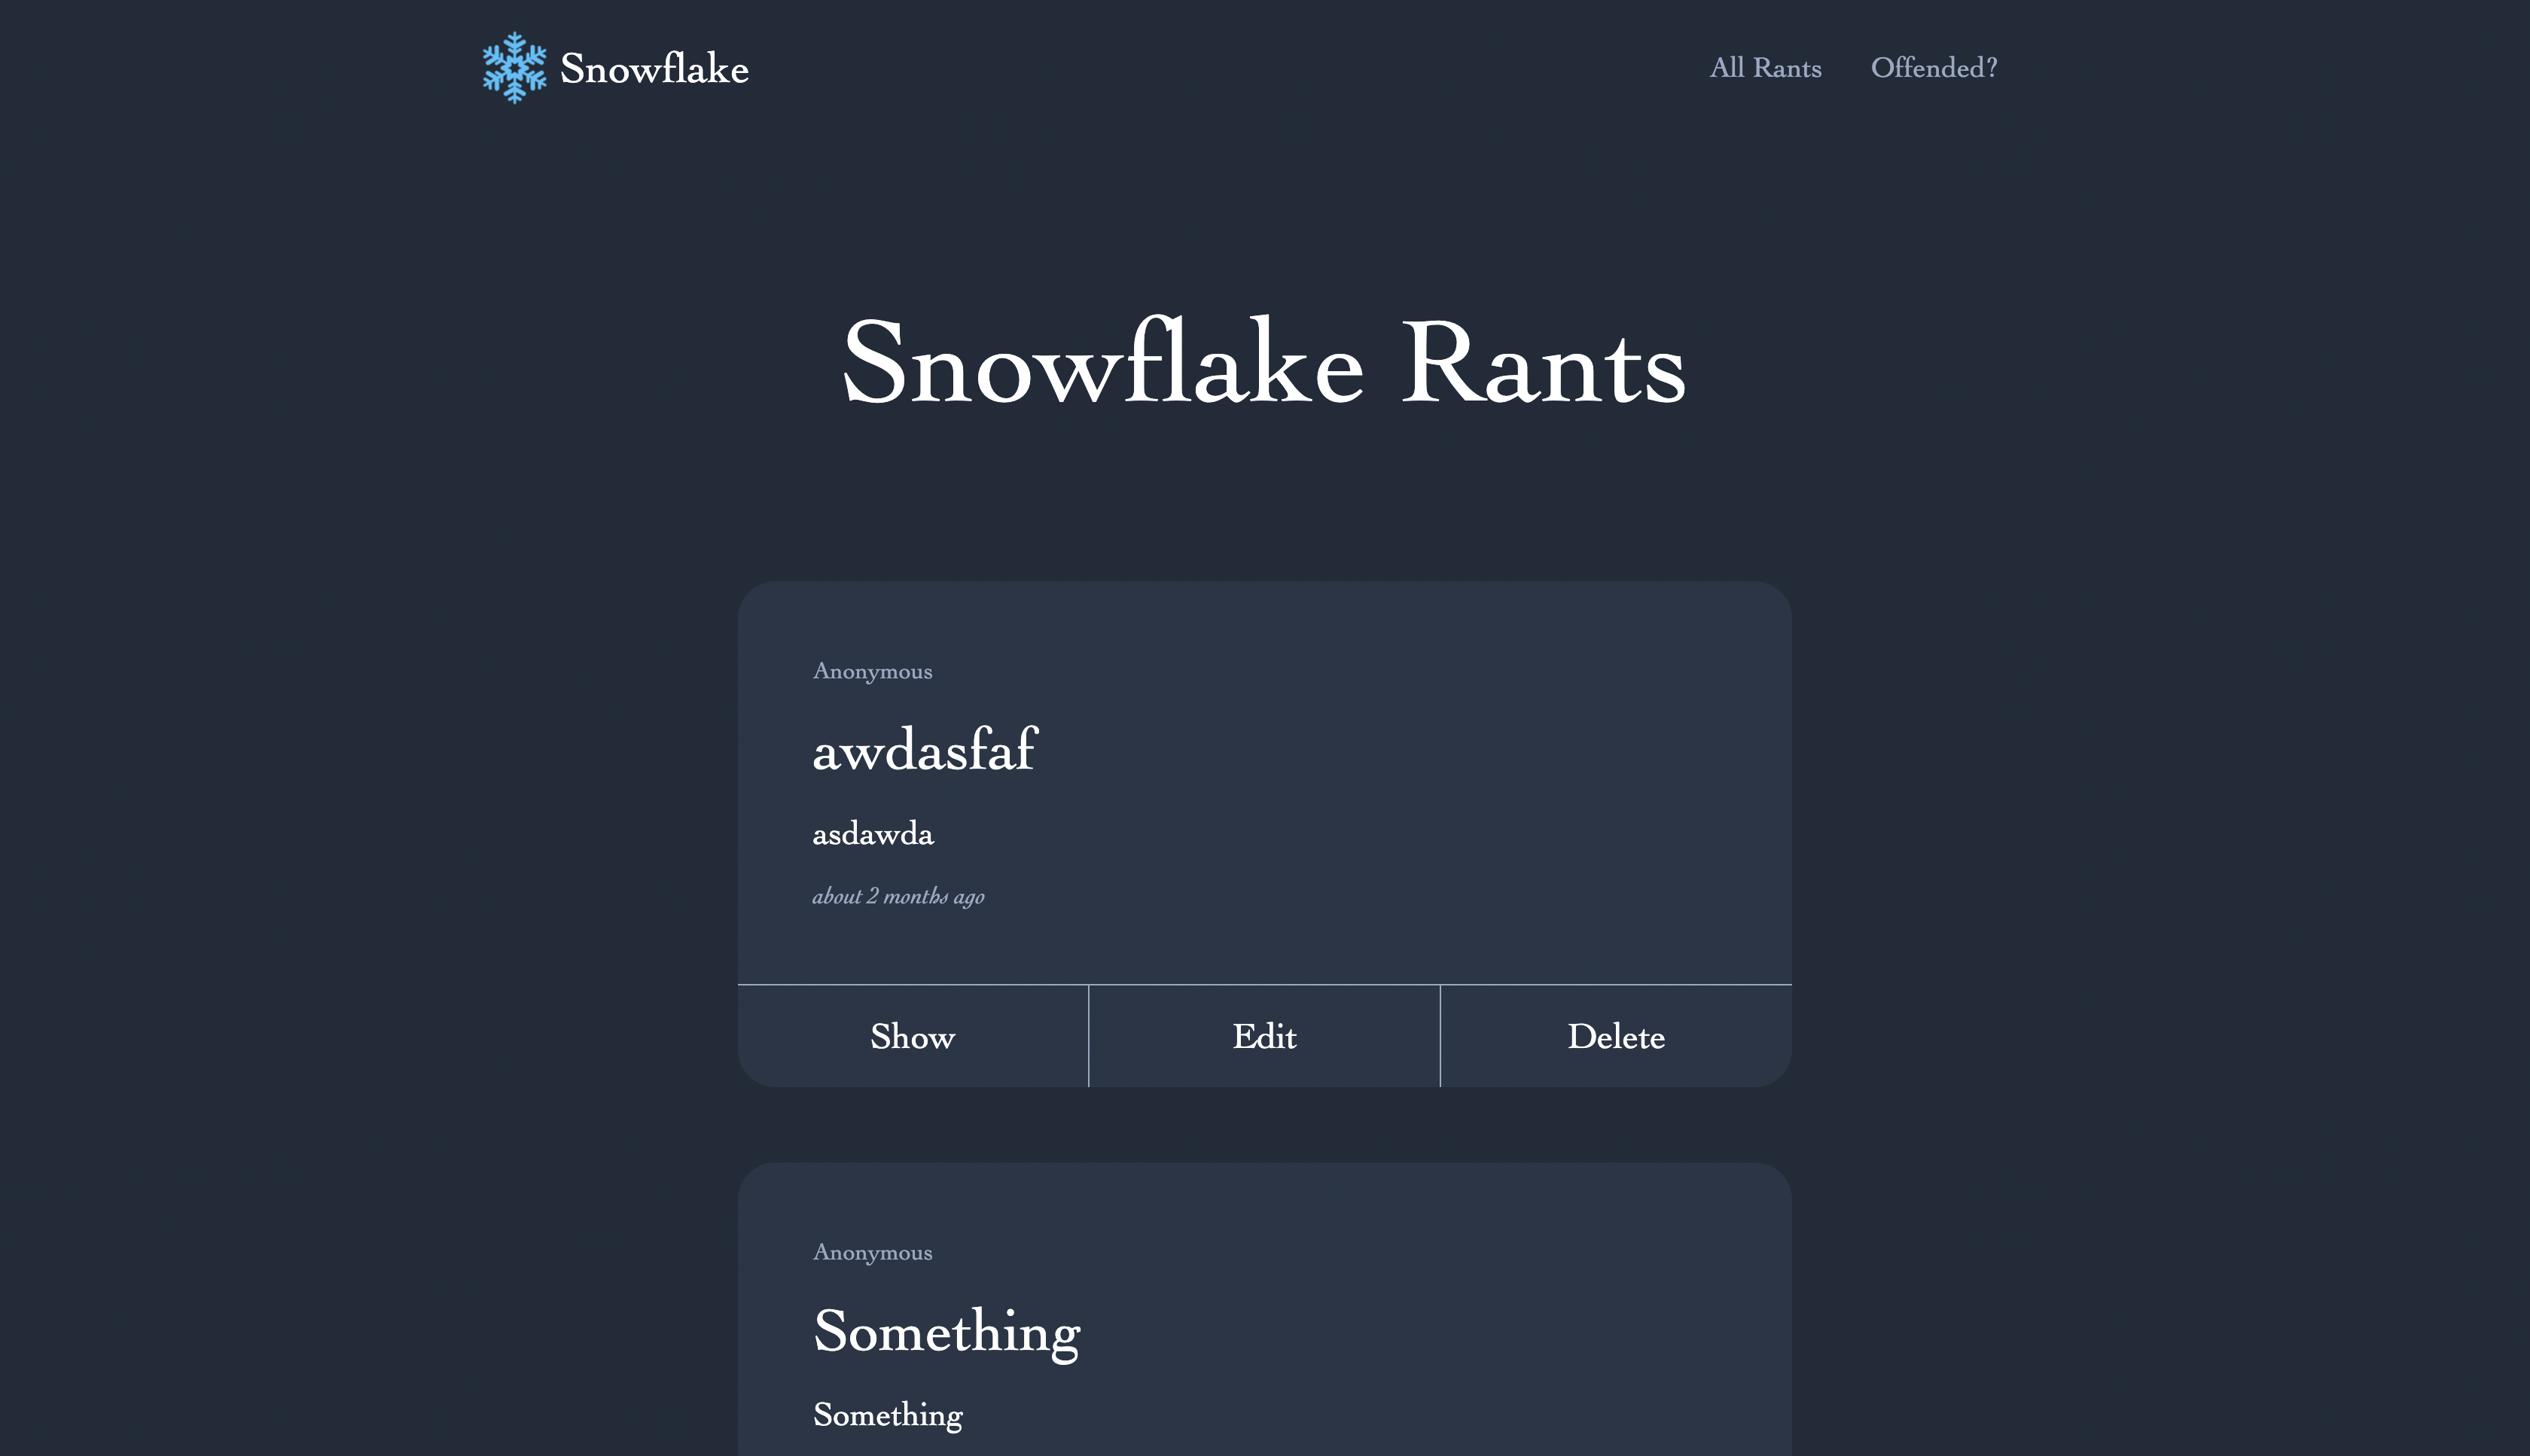 Snowflake
All Rants
Offended?
Snowflake Rants
Anonymous
awdasfaf
asdawda
about 2 months ago
Show
Edit
Delete
Anonymous
Something
Something